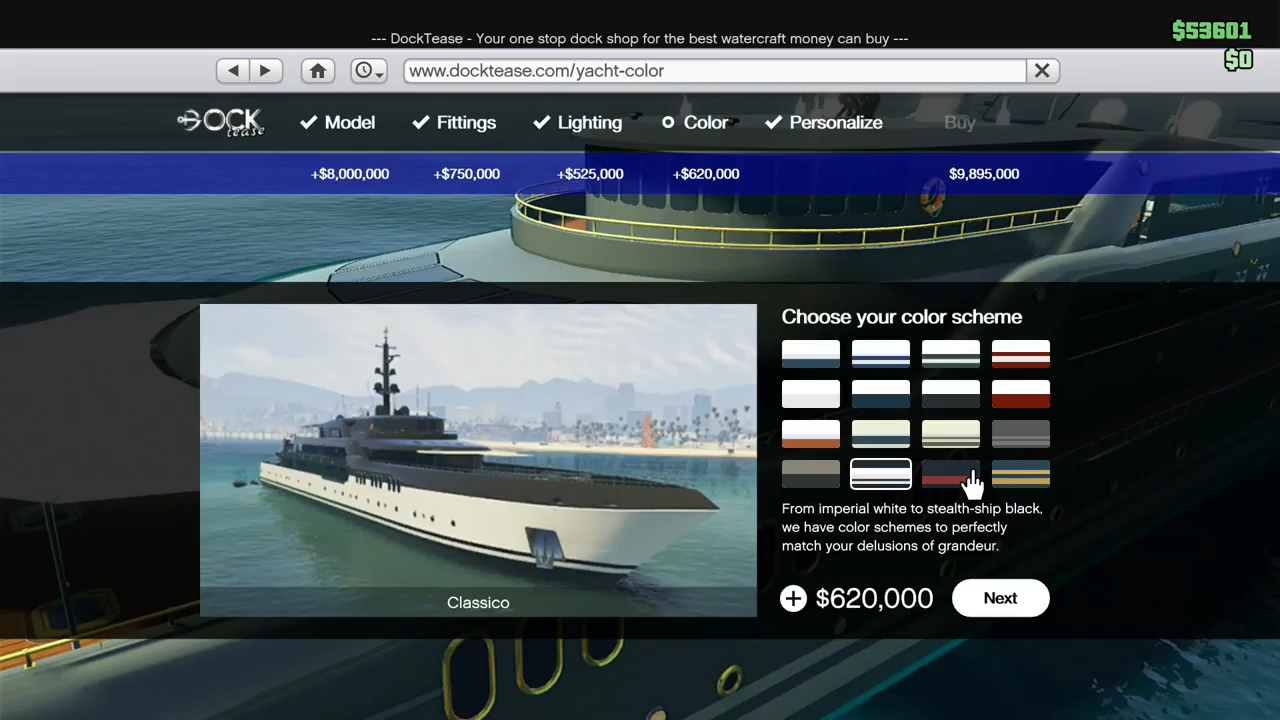 --- DockTease - Your one stop dock shop for the best watercraft money can buy ---
$53601
$0
www.docktease.com/yacht-color
DOCK tease
Model
Fittings
Lighting
Color
Personalize
Buy
+$8,000,000
+$750,000
+$525,000
+$620,000
$9,895,000
Choose your color scheme
From imperial white to stealth-ship black,
we have color schemes to perfectly
match your delusions of grandeur.
$620,000
Next
Classico